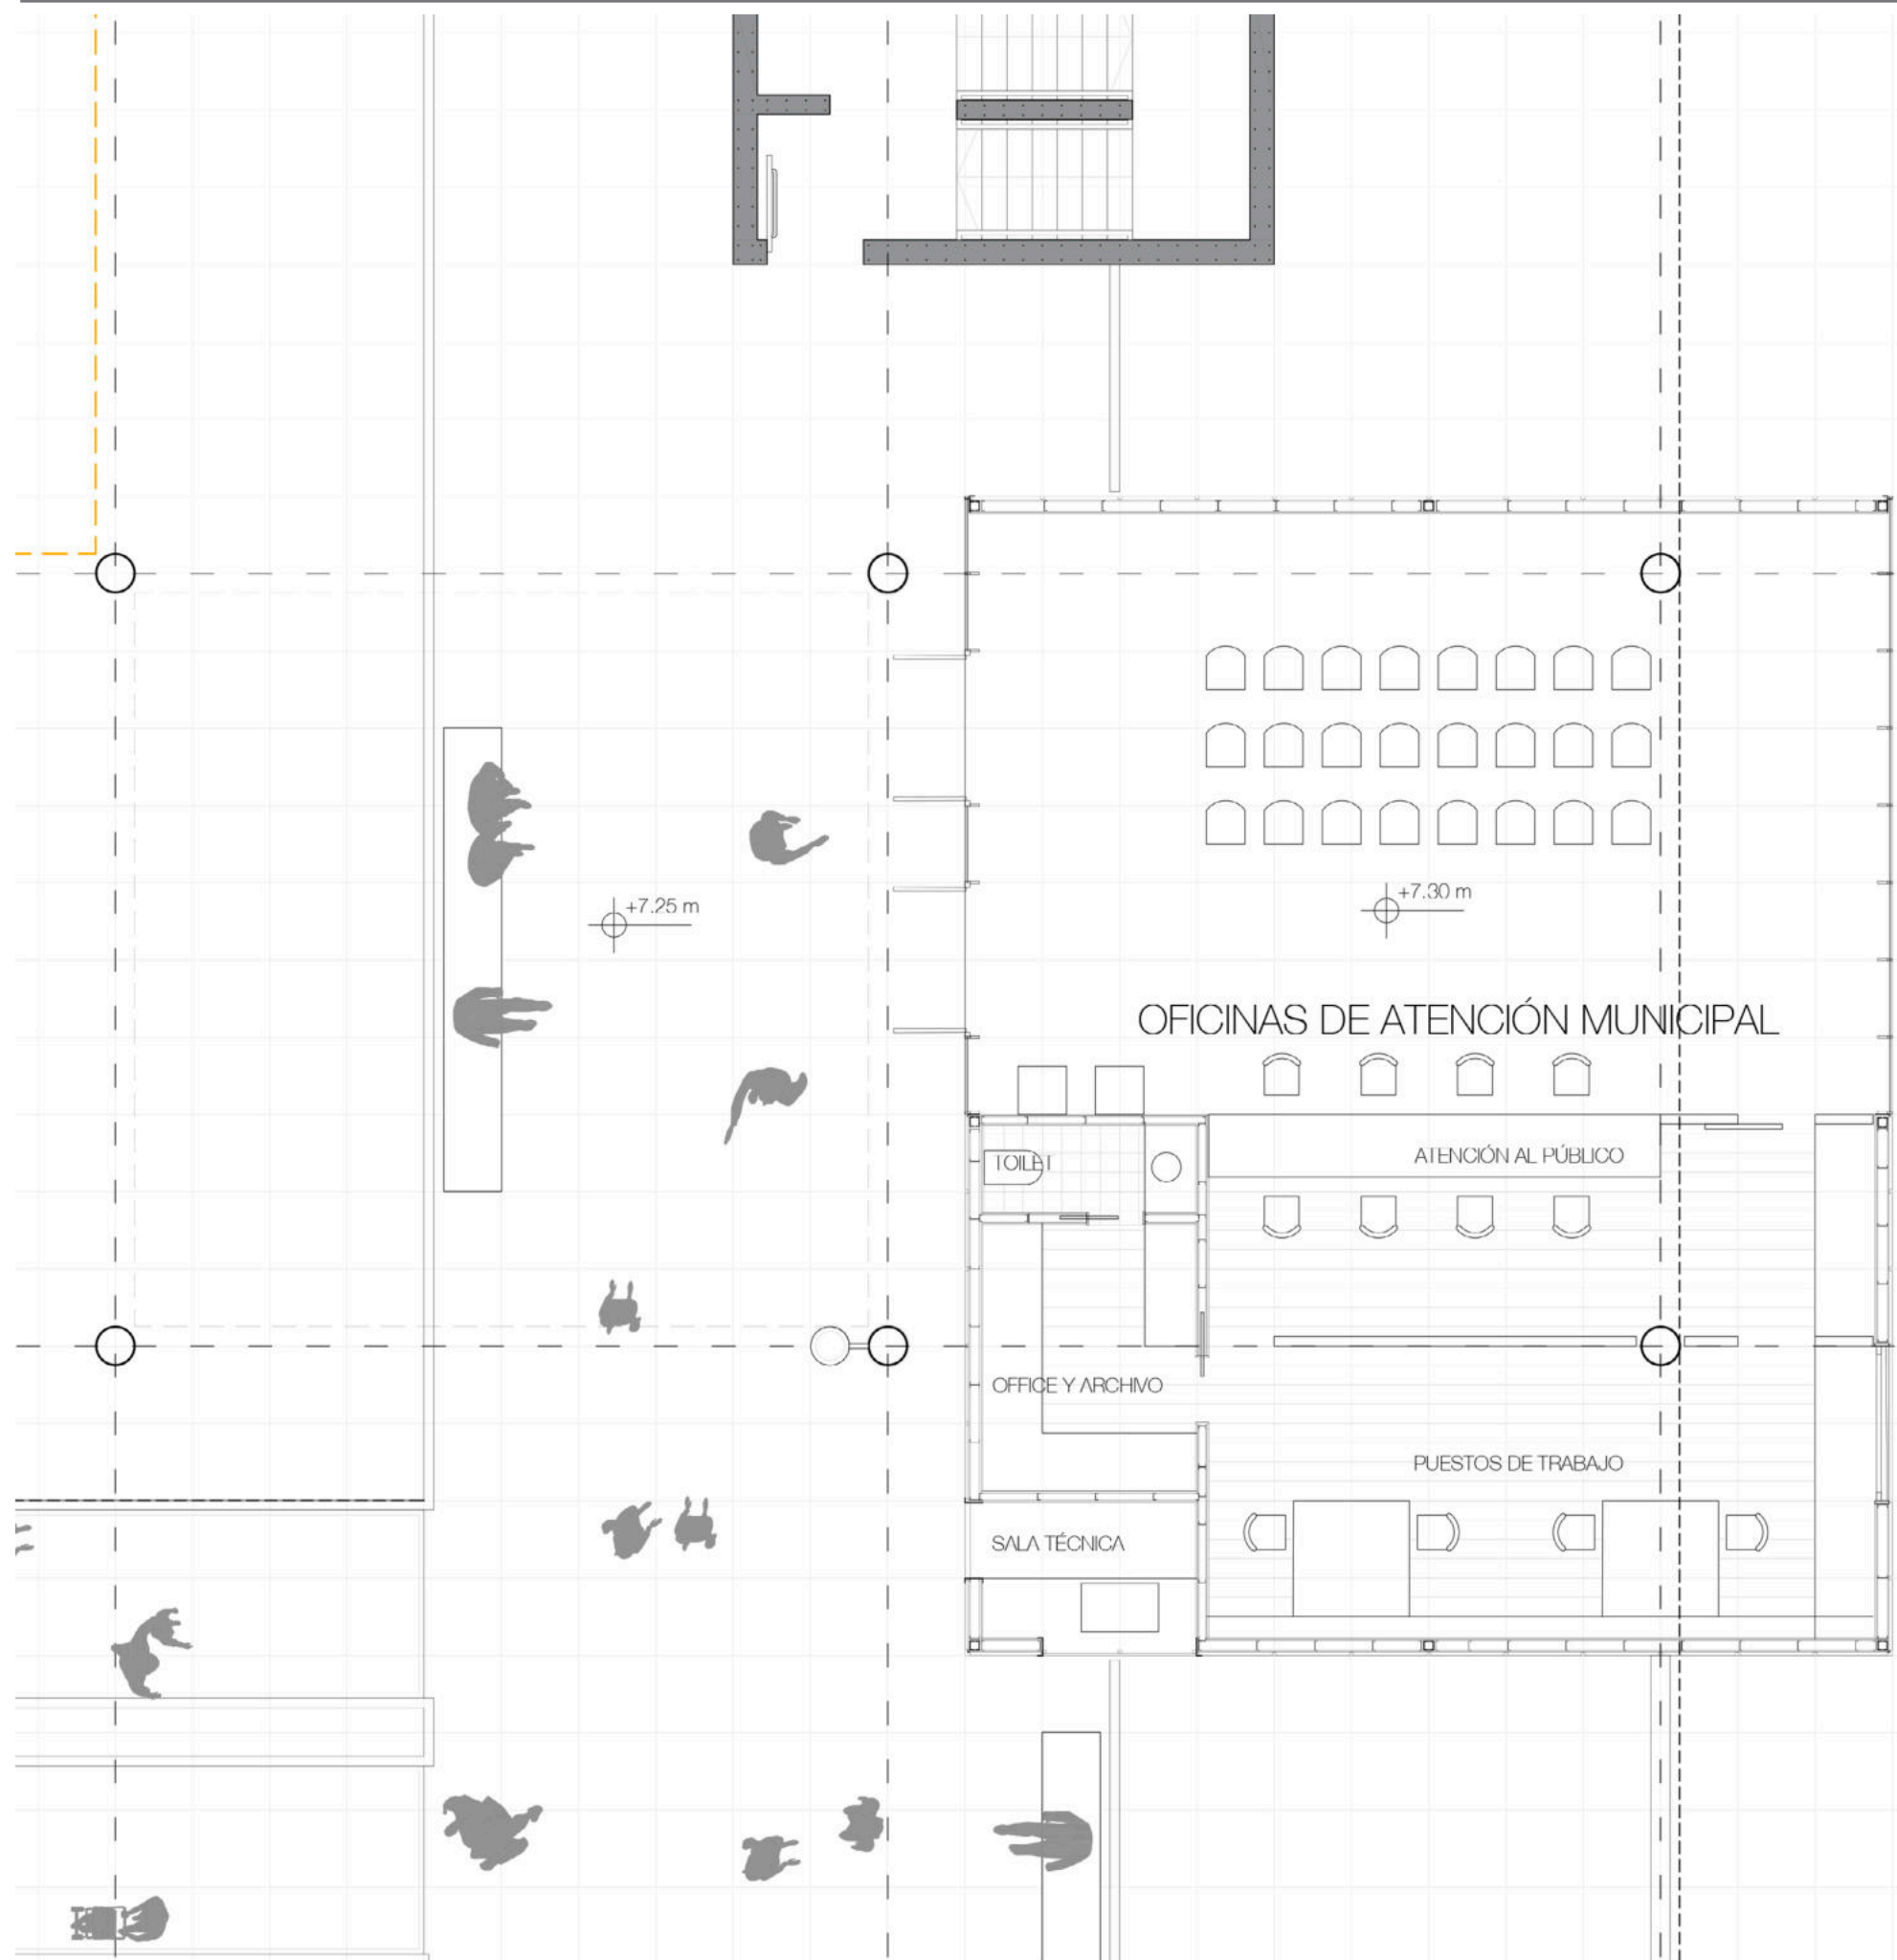 +7.25 m
+7.30 m
OFICINAS DE ATENCIÓN MUNICIPAL
TOILET
ATENCIÓN AL PÚBLICO
OFFICE Y ARCHIVO
PUESTOS DE TRABAJO
SALA TÉCNICA